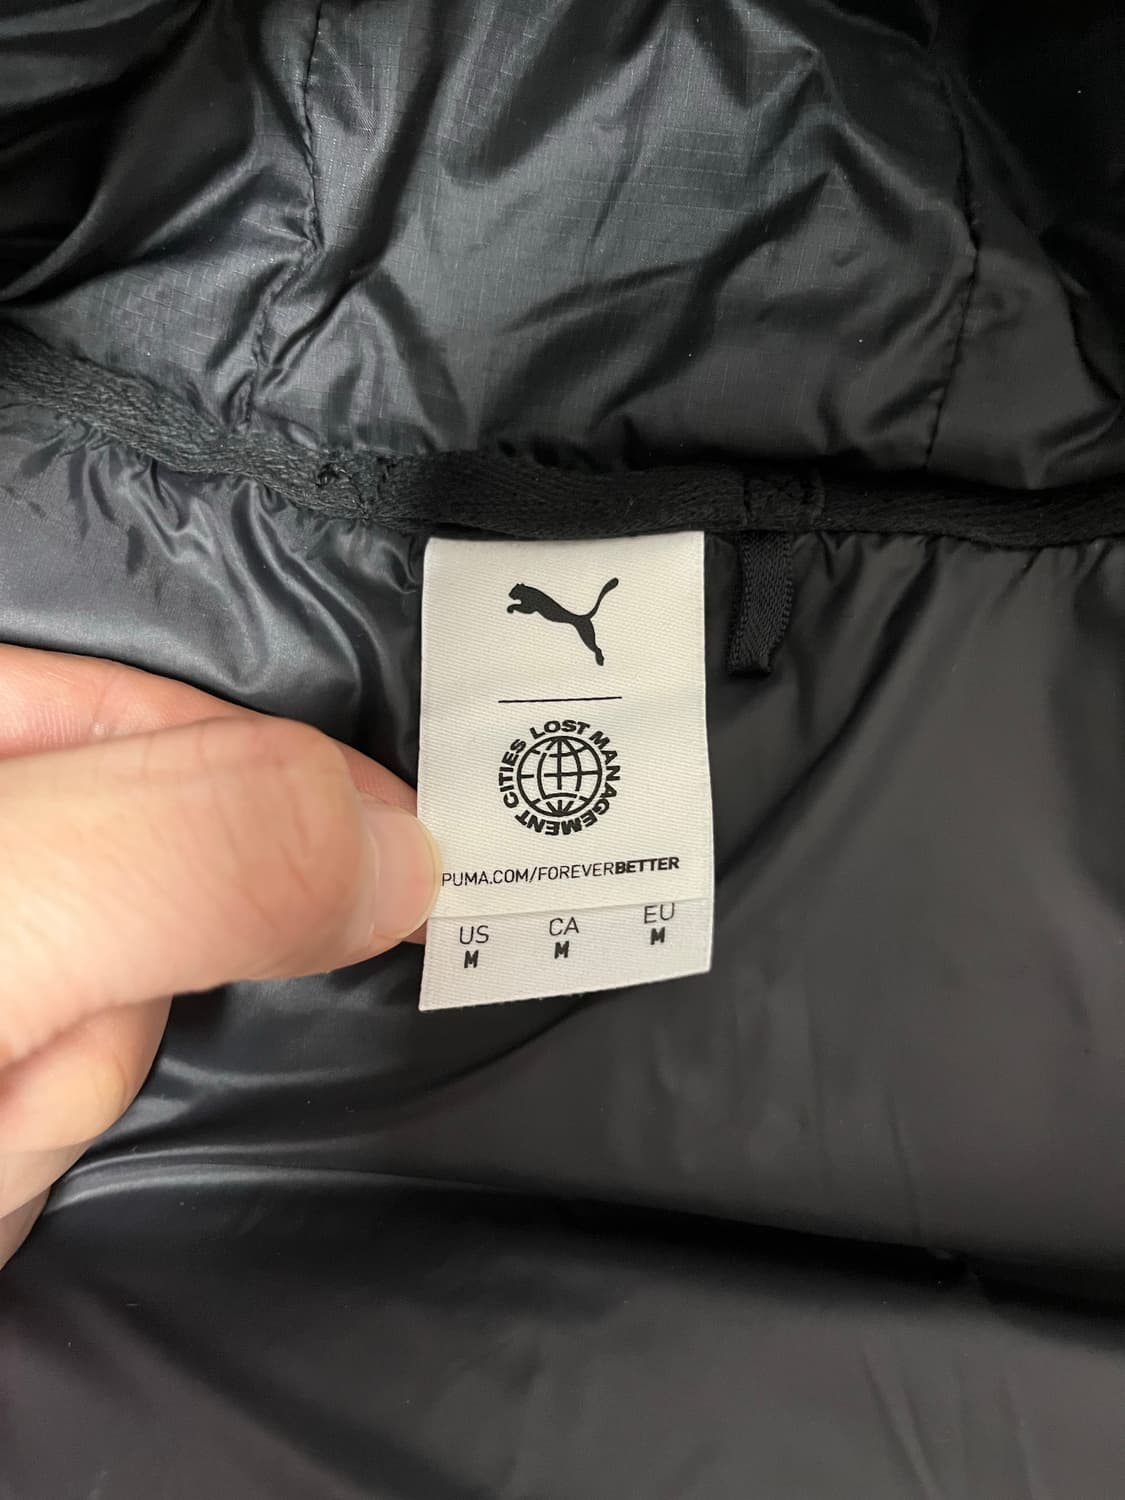 LOST MANAGEMENT CITIES
PUMA.COM/FOREVERBETTER
US CA EU
M M M